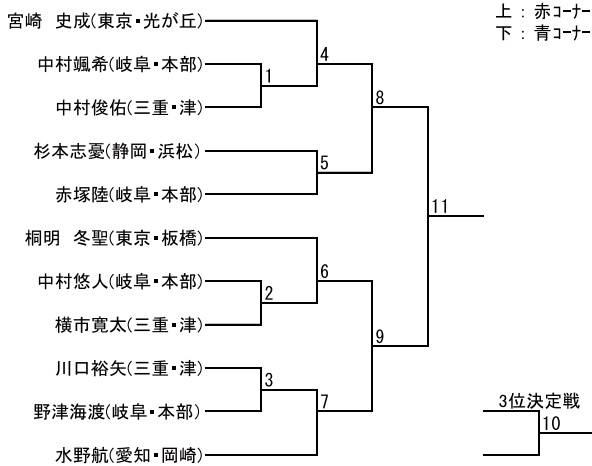 上 : 赤ｺｰﾅｰ
下 : 青ｺｰﾅｰ
宮崎　史成(東京・光が丘)
4
中村颯希(岐阜・本部)
1
8
中村俊佑(三重・津)
杉本志憂(静岡・浜松)
5
赤塚陸(岐阜・本部)
11
桐明　冬聖(東京・板橋)
6
中村悠人(岐阜・本部)
2
横市寛太(三重・津)
9
川口裕矢(三重・津)
3
7
野津海渡(岐阜・本部)
3位決定戦
10
水野航(愛知・岡崎)